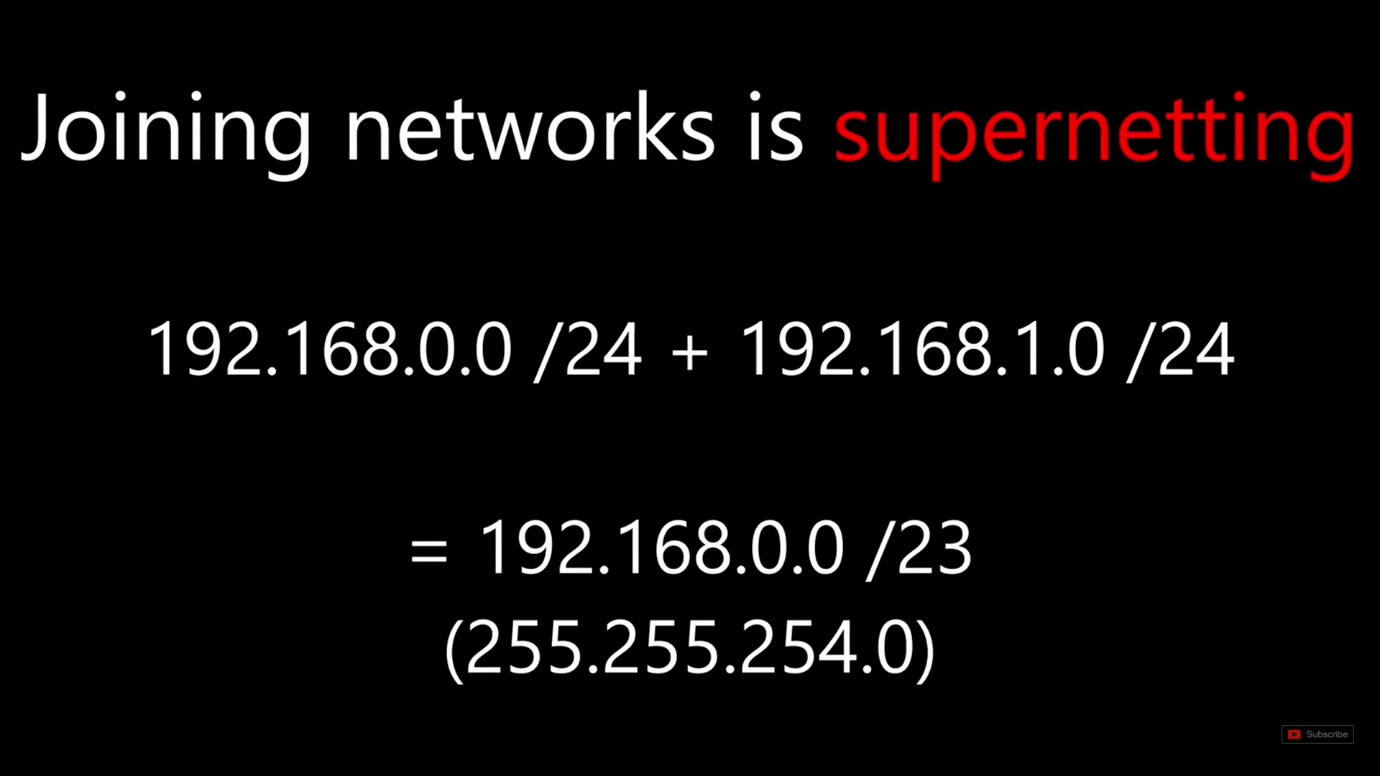 Joining networks is supernetting
192.168.0.0 /24 + 192.168.1.0 /24
= 192.168.0.0 /23
(255.255.254.0)
Subscribe